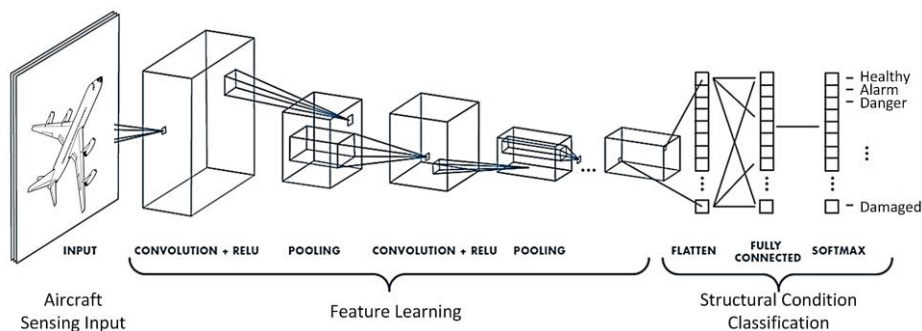 Healthy
Alarm
Danger
...
⋮
⋮
⋮
Damaged
INPUT
CONVOLUTION + RELU
POOLING
CONVOLUTION + RELU
POOLING
FLATTEN
FULLY
CONNECTED
SOFTMAX
Aircraft
Sensing Input
Feature Learning
Structural Condition
Classification